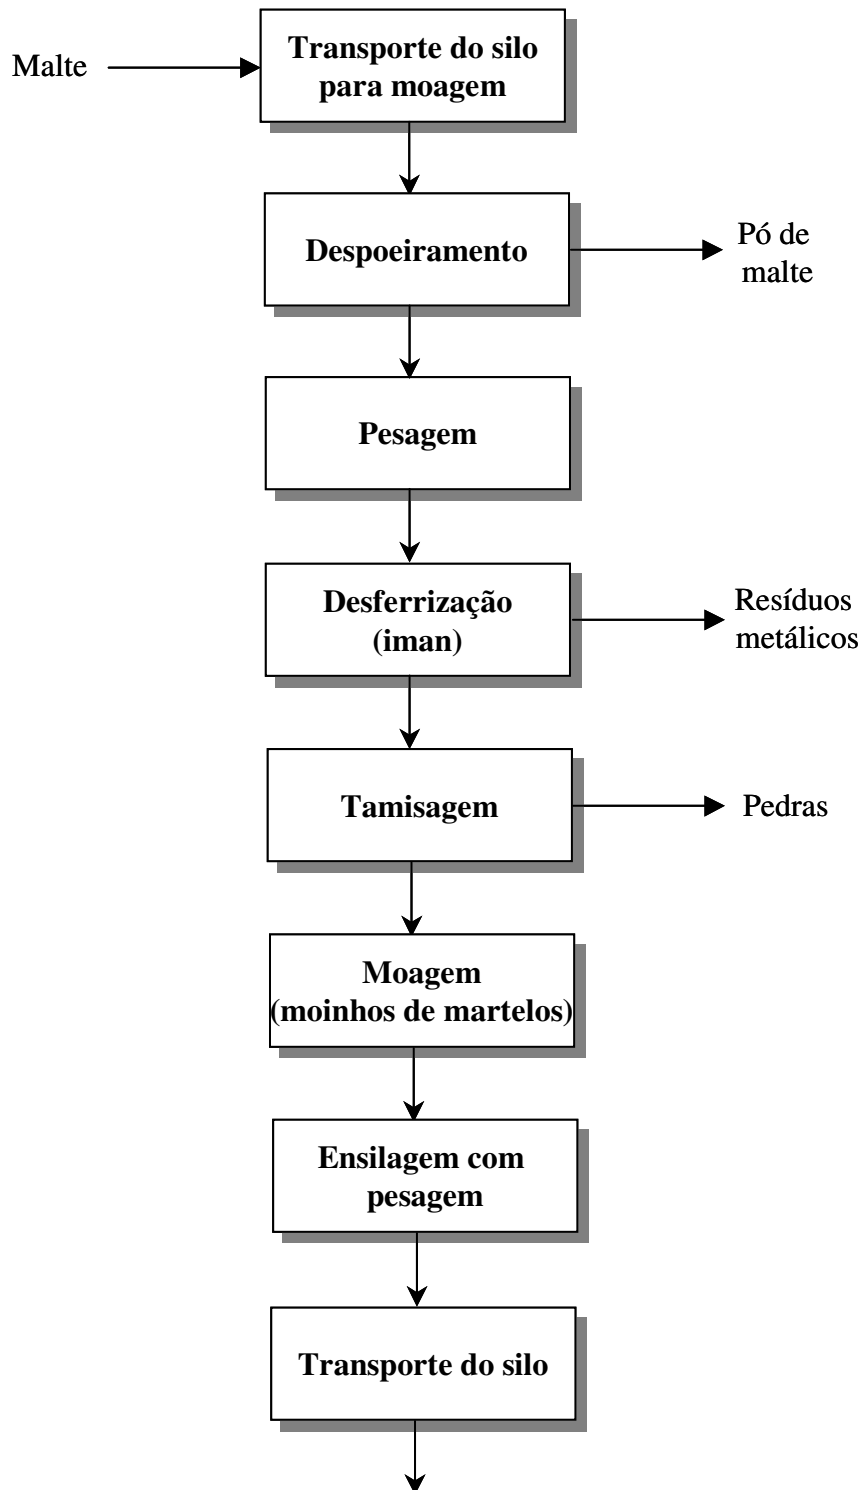 Malte
Transporte do silo
para moagem
Despoeiramento
Pó de
malte
Pesagem
Desferrização
(iman)
Resíduos
metálicos
Tamisagem
Pedras
Moagem
(moinhos de martelos)
Ensilagem com
pesagem
Transporte do silo